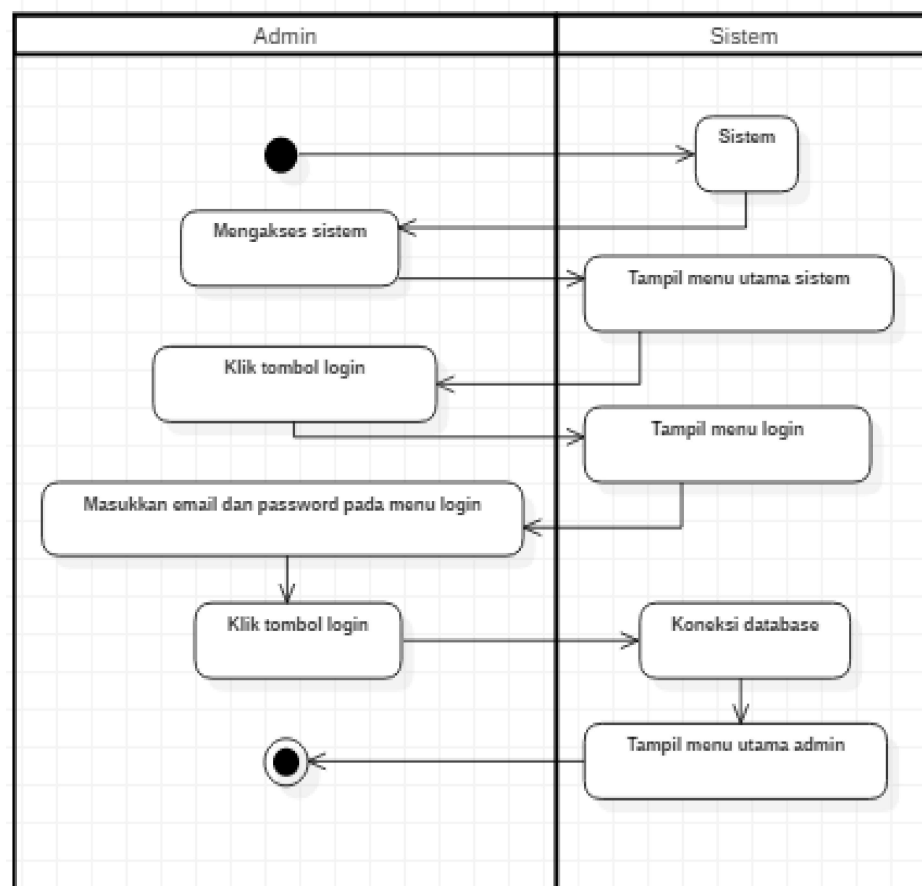 Admin
Sistem
Sistem
Mengakses sistem
Tampil menu utama sistem
Klik tombol login
Tampil menu login
Masukkan email dan password pada menu login
Klik tombol login
Koneksi database
Tampil menu utama admin